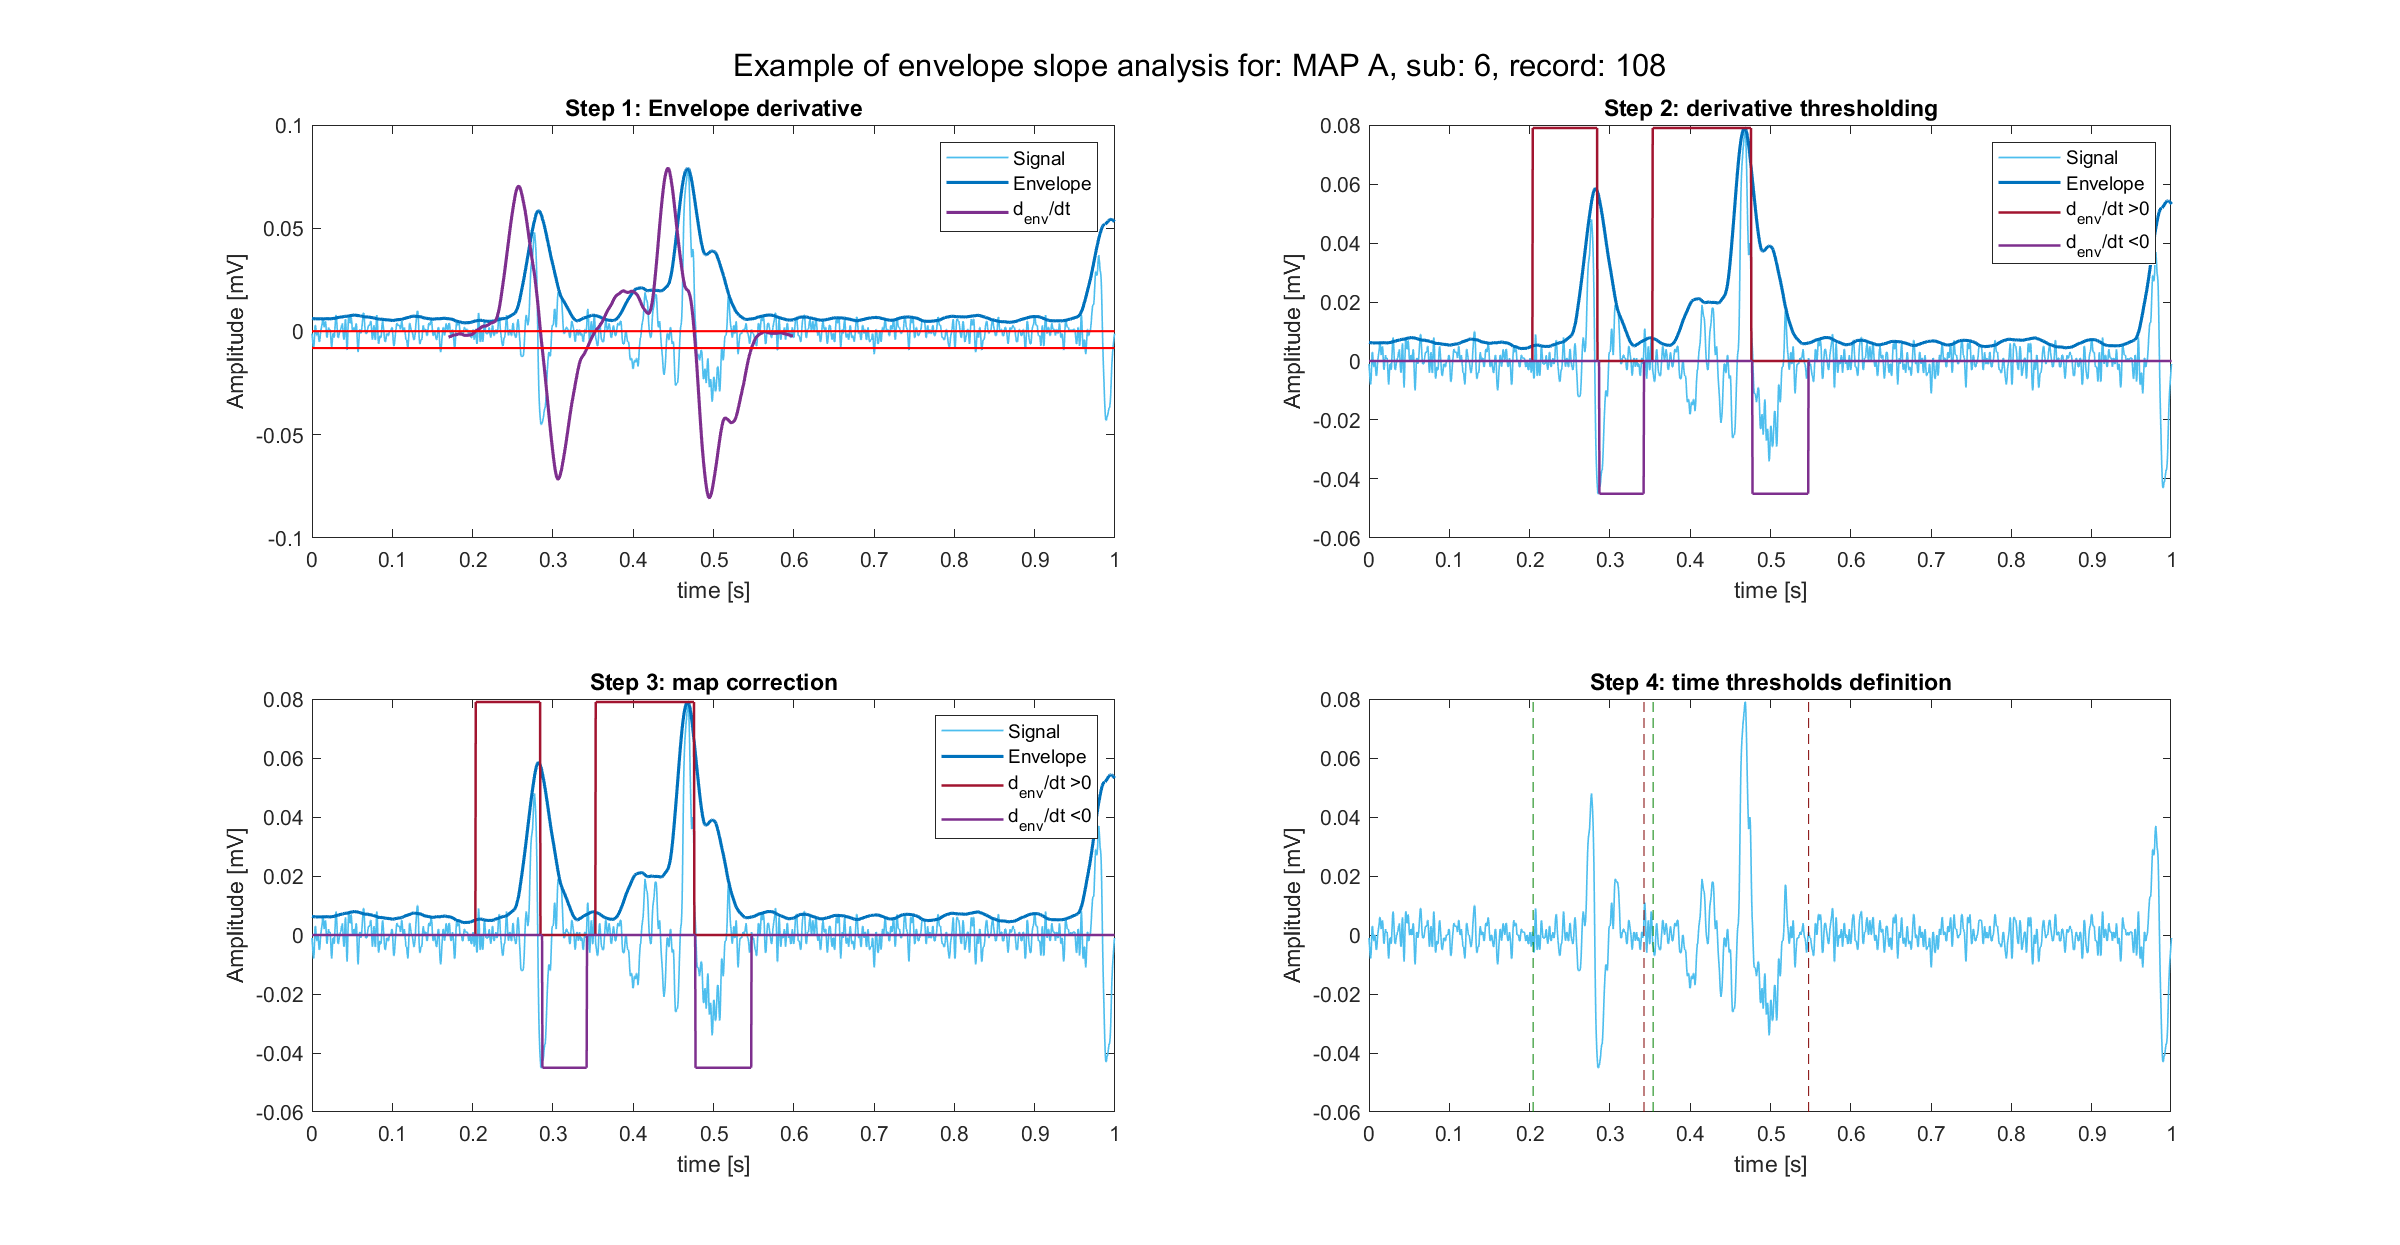 Example of envelope slope analysis for: MAP A, sub: 6, record: 108
Step 1: Envelope derivative
0.1
0.05
0
-0.05
-0.1
Amplitude [mV]
0 0.1 0.2 0.3 0.4 0.5 0.6 0.7 0.8 0.9 1
time [s]
Signal
Envelope
d_env/dt
Step 2: derivative thresholding
0.08
0.06
0.04
0.02
0
-0.02
-0.04
-0.06
Amplitude [mV]
0 0.1 0.2 0.3 0.4 0.5 0.6 0.7 0.8 0.9 1
time [s]
Signal
Envelope
d_env/dt >0
d_env/dt <0
Step 3: map correction
0.08
0.06
0.04
0.02
0
-0.02
-0.04
-0.06
Amplitude [mV]
0 0.1 0.2 0.3 0.4 0.5 0.6 0.7 0.8 0.9 1
time [s]
Signal
Envelope
d_env/dt >0
d_env/dt <0
Step 4: time thresholds definition
0.08
0.06
0.04
0.02
0
-0.02
-0.04
-0.06
Amplitude [mV]
0 0.1 0.2 0.3 0.4 0.5 0.6 0.7 0.8 0.9 1
time [s]